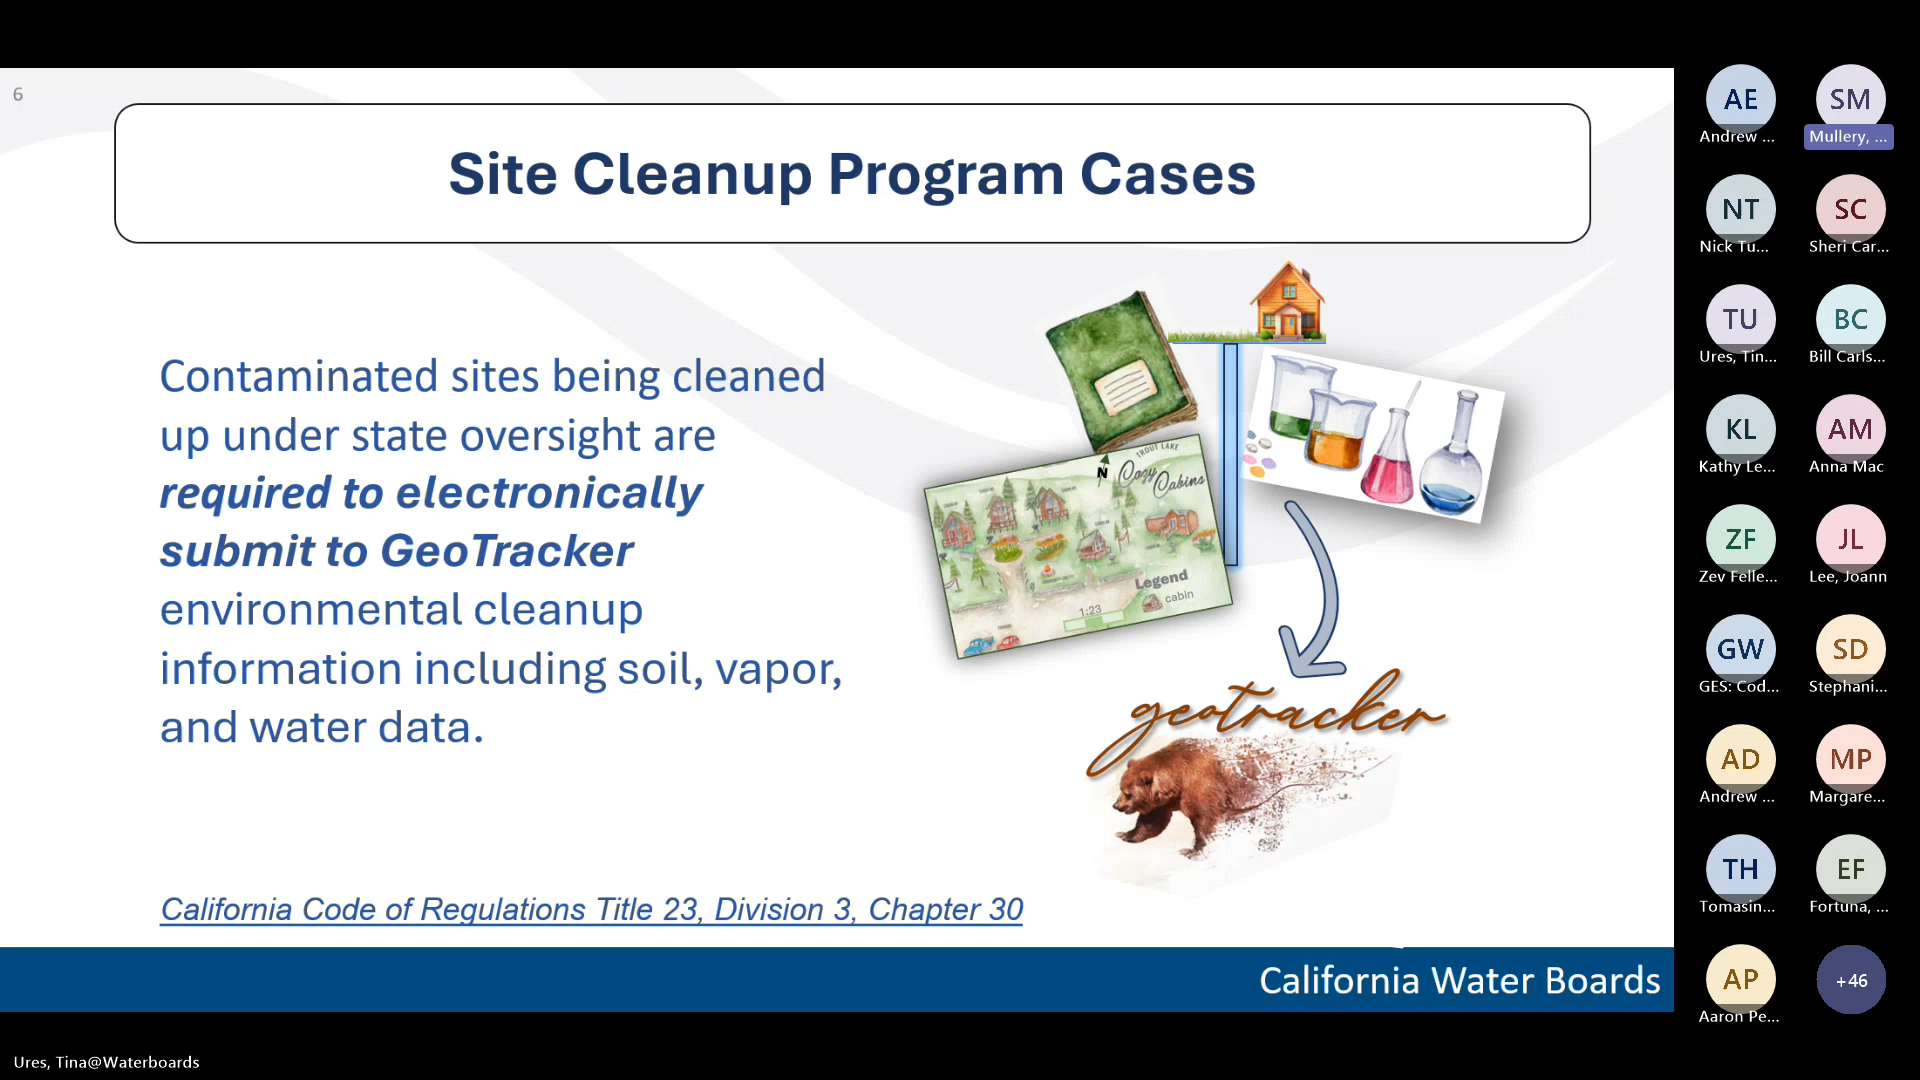 6
Site Cleanup Program Cases
Contaminated sites being cleaned
up under state oversight are
required to electronically
submit to GeoTracker
environmental cleanup
information including soil, vapor,
and water data.
N
TROUT LAKE
Cozy
Cabins
Legend
cabin
1:23
geotracker
California Code of Regulations Title 23, Division 3, Chapter 30
California Water Boards
Ures, Tina@Waterboards
AE
Andrew ...
SM
Mullery, ...
NT
Nick Tu...
SC
Sheri Car...
TU
Ures, Tin...
BC
Bill Carls...
KL
Kathy Le...
AM
Anna Mac
ZF
Zev Felle...
JL
Lee, Joann
GW
GES: Cod...
SD
Stephani...
AD
Andrew ...
MP
Margare...
TH
Tomasin...
EF
Fortuna, ...
AP
Aaron Pe...
+46